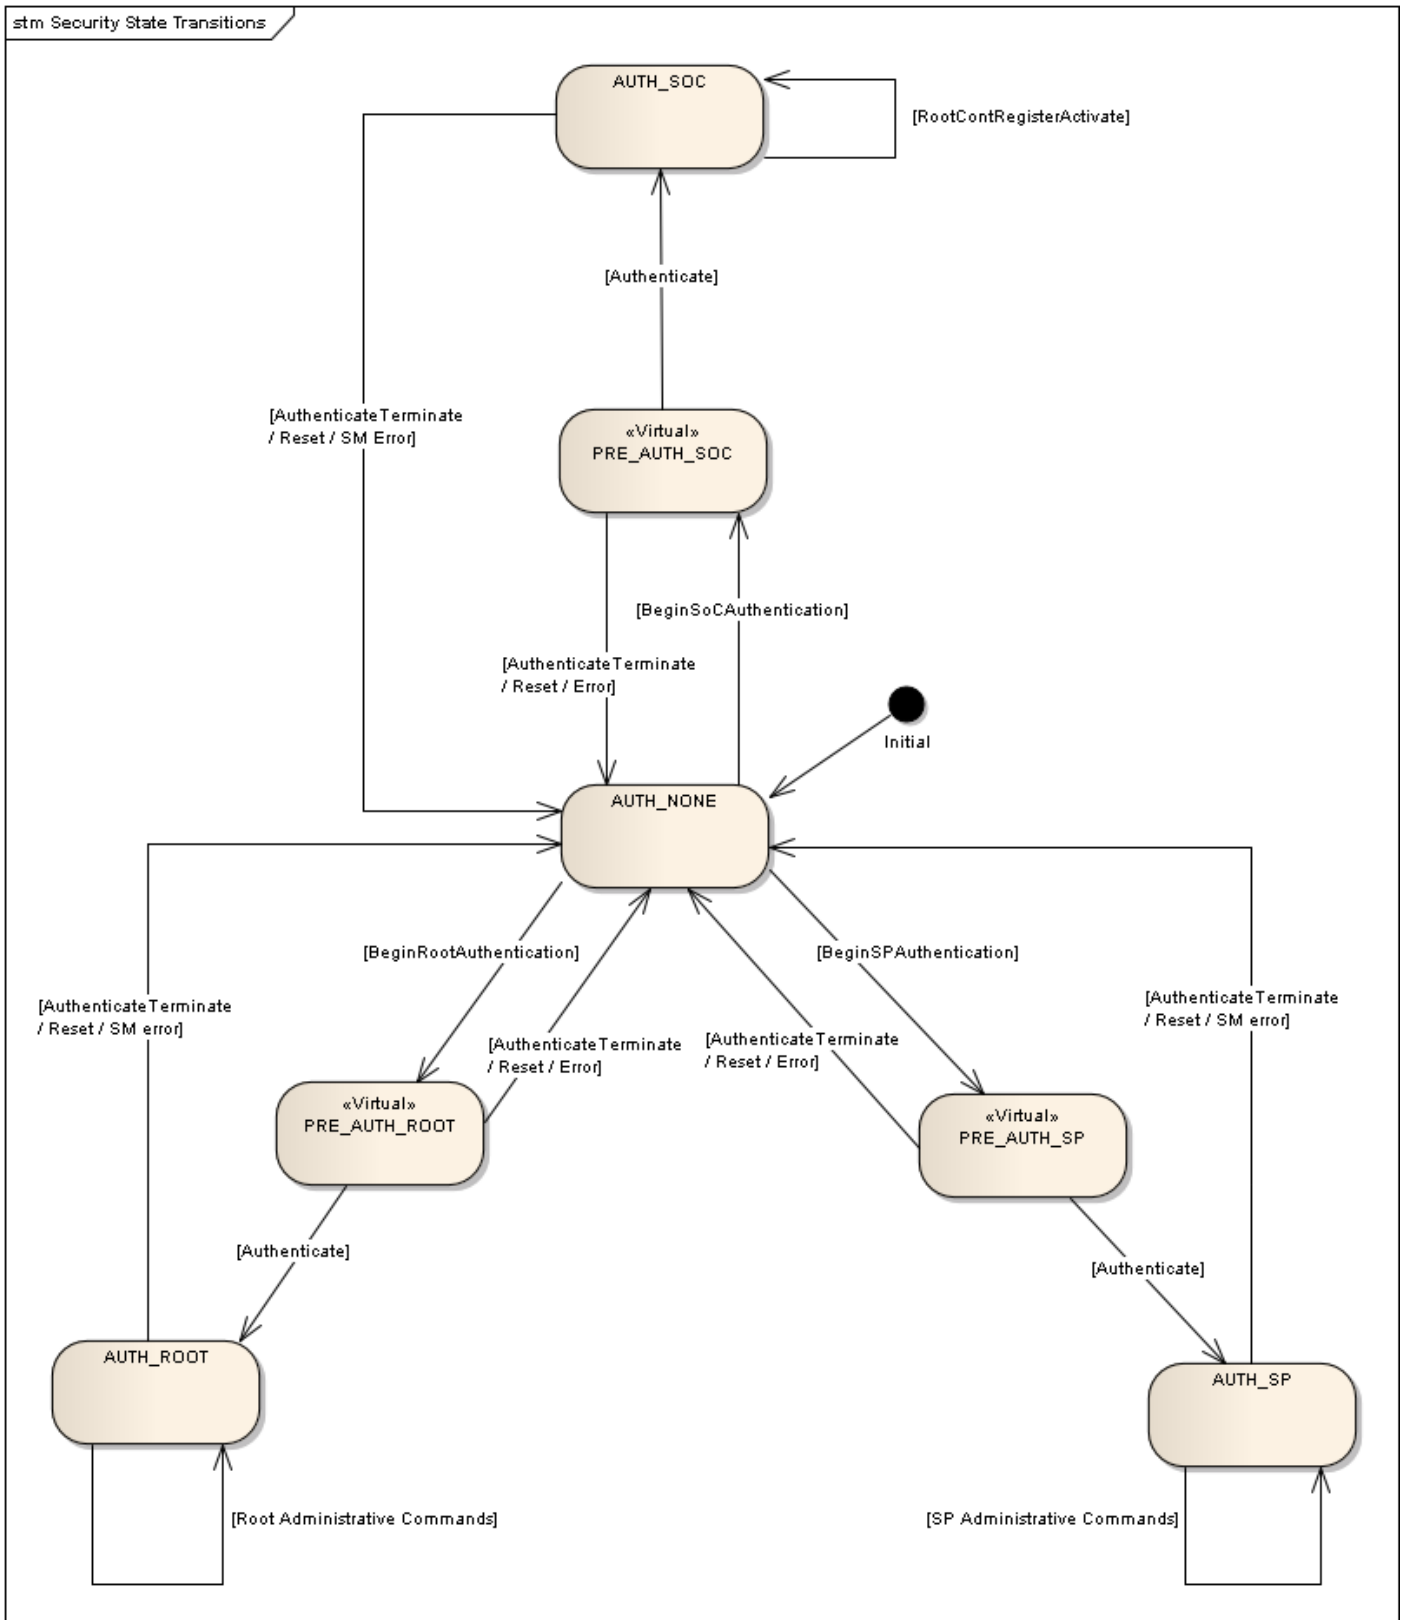 stm Security State Transitions
AUTH_SOC
[RootContRegisterActivate]
[Authenticate]
[AuthenticateTerminate
/ Reset / SM Error]
«Virtual»
PRE_AUTH_SOC
[BeginSoCAuthentication]
[AuthenticateTerminate
/ Reset / Error]
Initial
AUTH_NONE
[BeginRootAuthentication]
[BeginSPAuthentication]
[AuthenticateTerminate
/ Reset / SM error]
[AuthenticateTerminate
/ Reset / SM error]
[AuthenticateTerminate
/ Reset / Error]
[AuthenticateTerminate
/ Reset / Error]
«Virtual»
PRE_AUTH_ROOT
«Virtual»
PRE_AUTH_SP
[Authenticate]
[Authenticate]
AUTH_ROOT
AUTH_SP
[Root Administrative Commands]
[SP Administrative Commands]